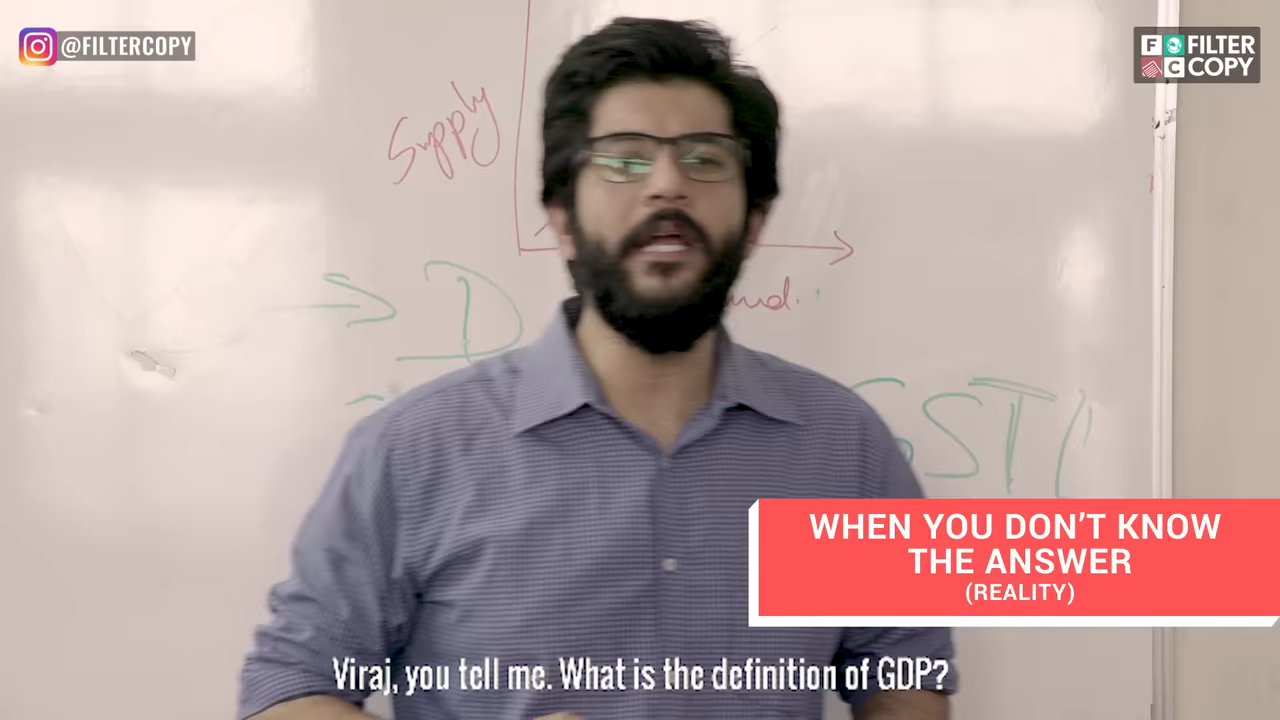 @FILTERCOPY
F FILTER
C COPY
Supply
D
GST
WHEN YOU DON'T KNOW
THE ANSWER
(REALITY)
Viraj, you tell me. What is the definition of GDP?